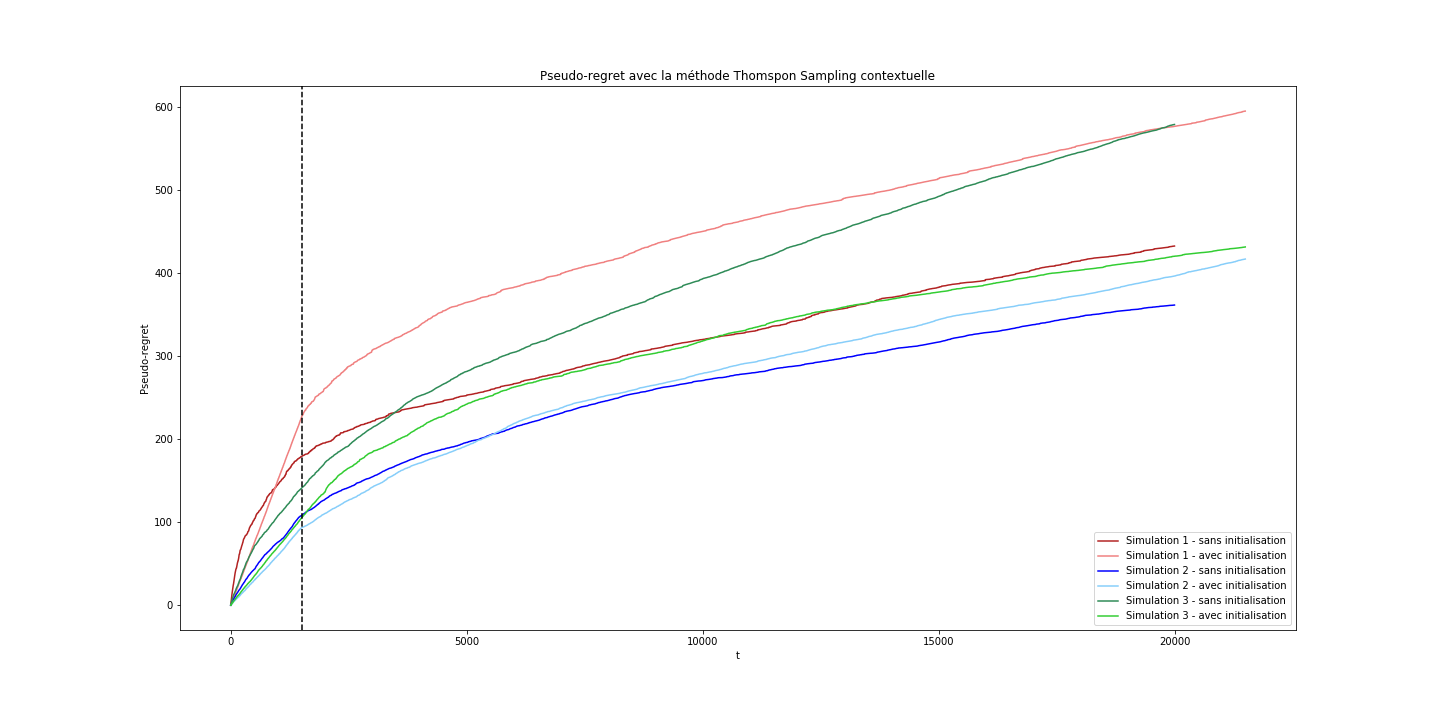 Pseudo-regret avec la méthode Thomspon Sampling contextuelle
600
500
400
300
200
100
0
Pseudo-regret
0
5000
10000
15000
20000
t
Simulation 1 - sans initialisation
Simulation 1 - avec initialisation
Simulation 2 - sans initialisation
Simulation 2 - avec initialisation
Simulation 3 - sans initialisation
Simulation 3 - avec initialisation